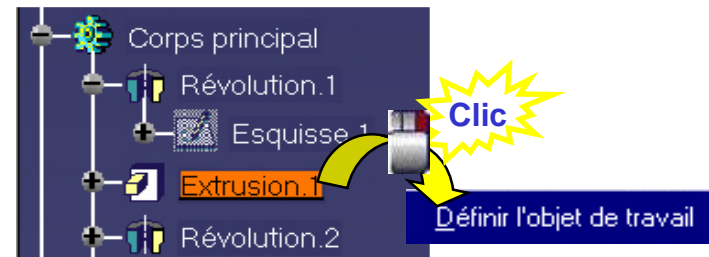 Corps principal
Révolution.1
Esquisse.1
Clic
Extrusion.1
Définir l'objet de travail
Révolution.2